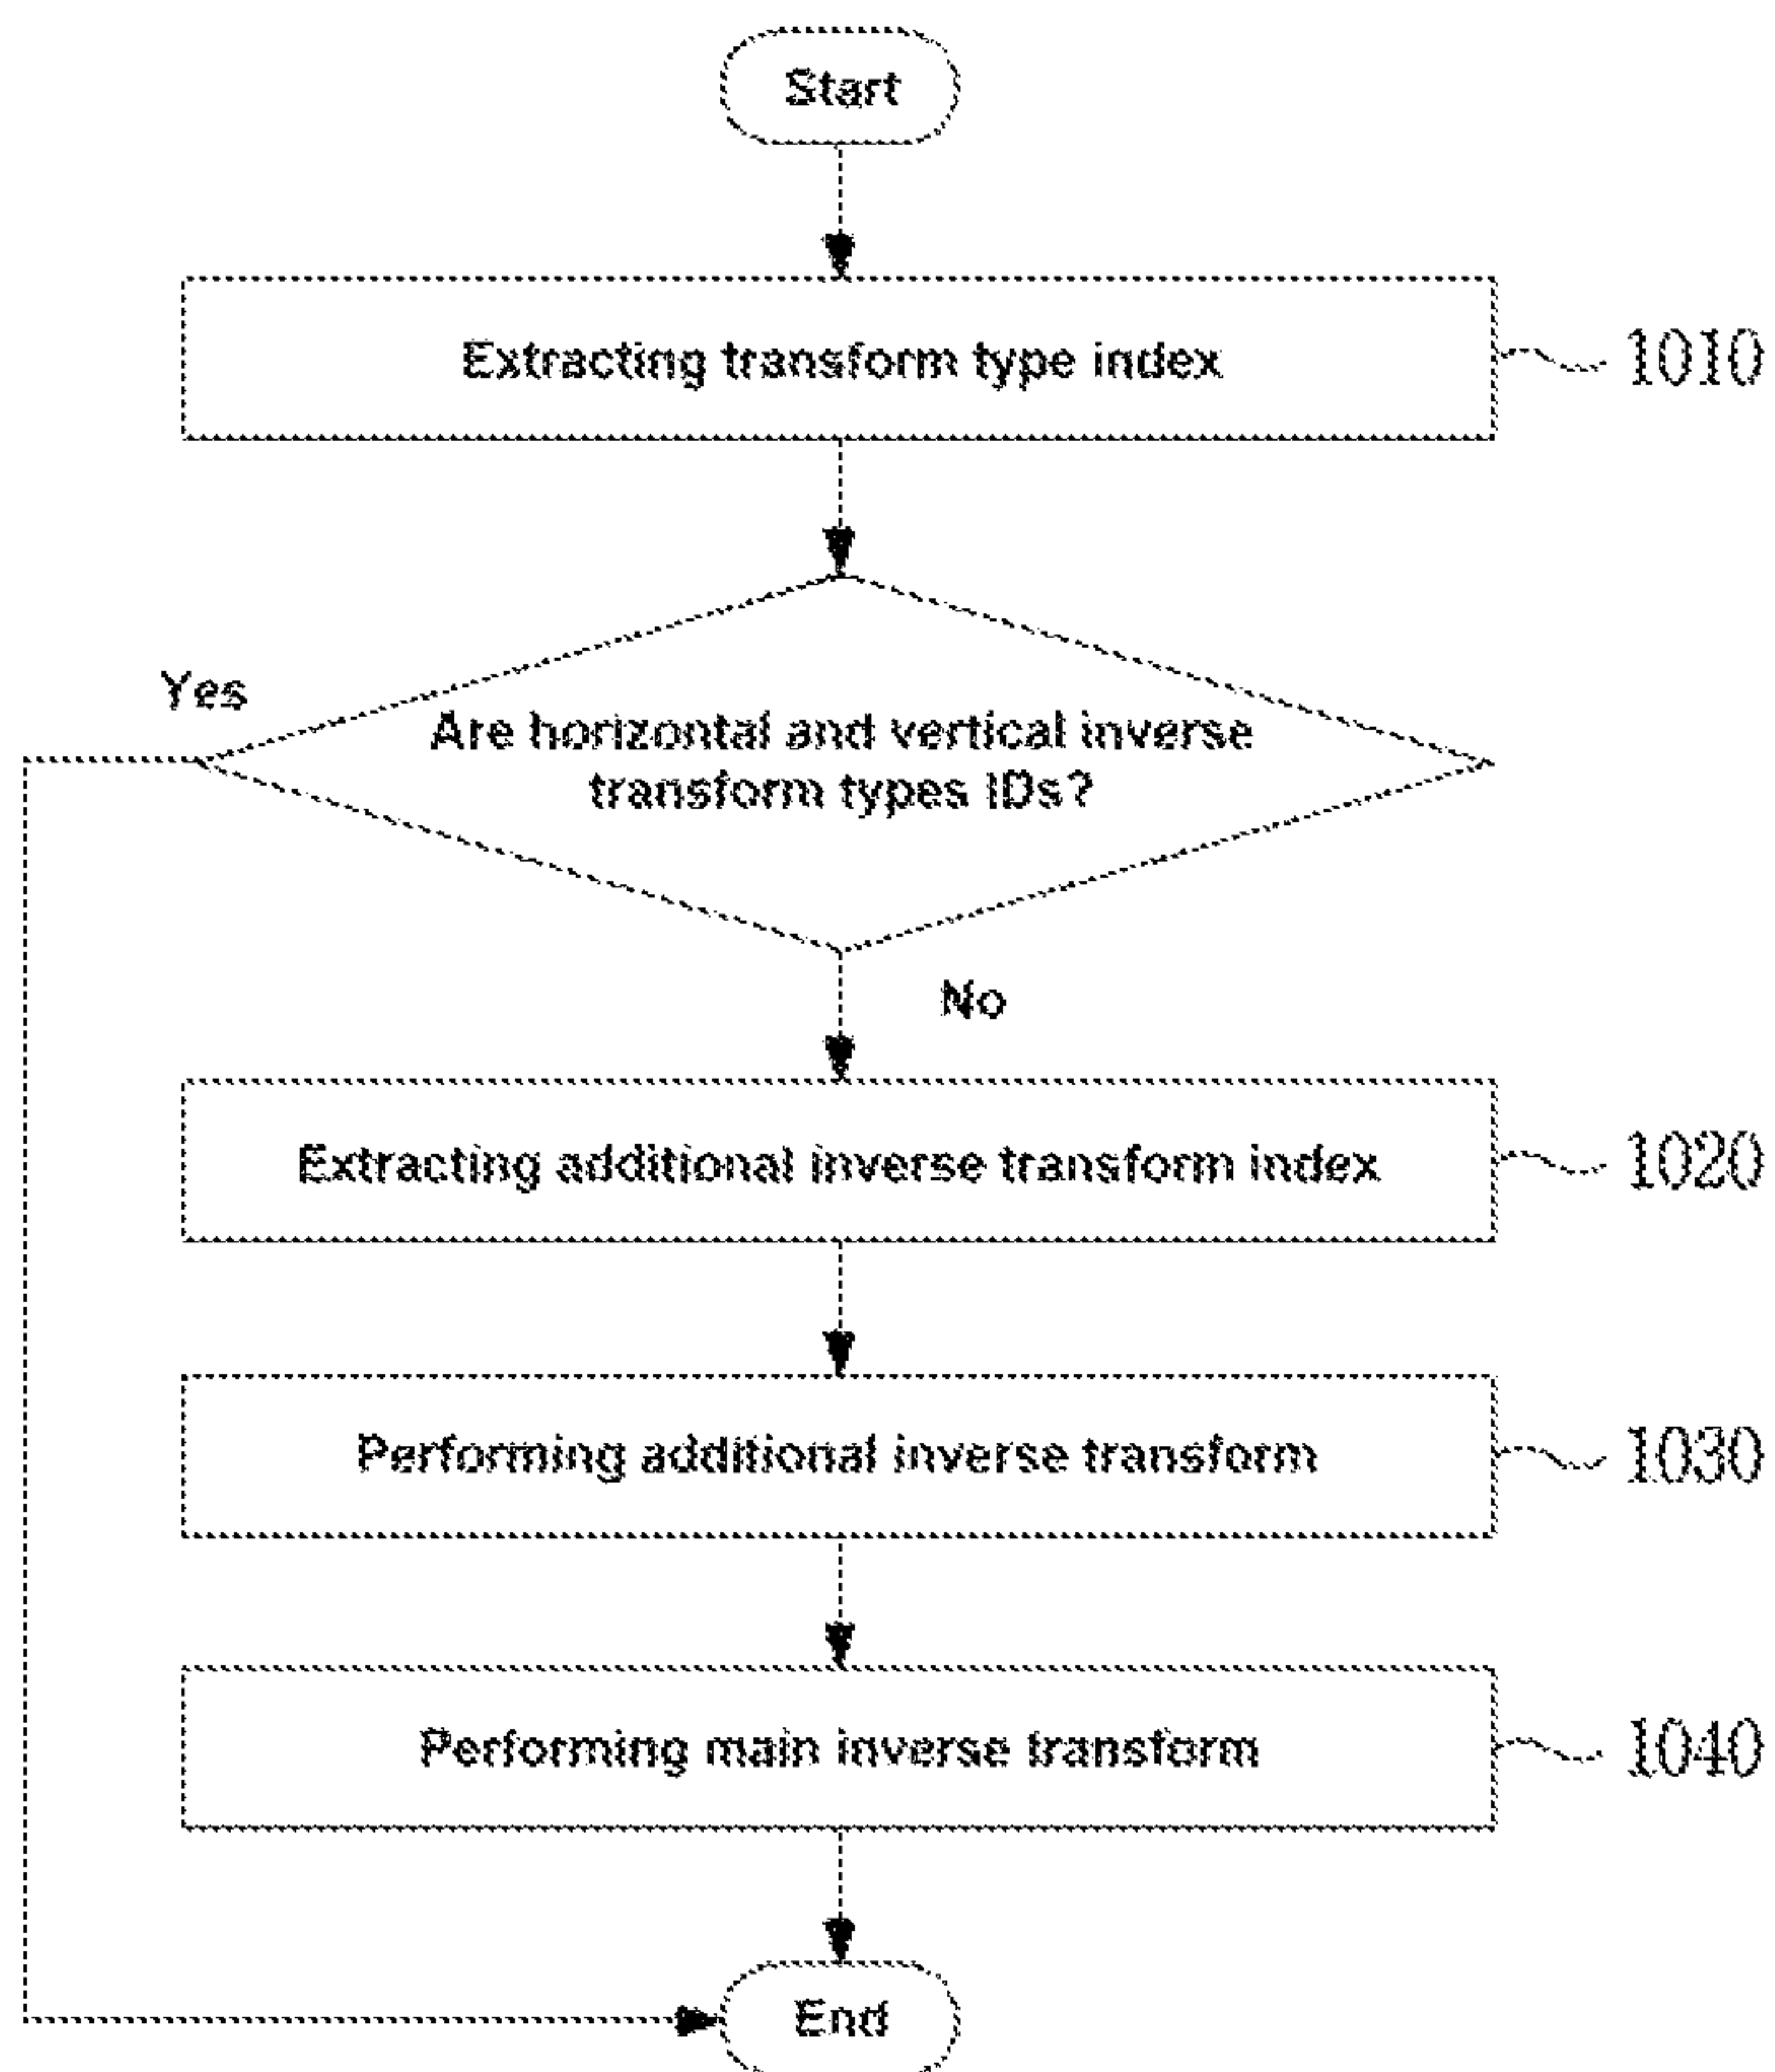 Start
Extracting transform type index
1010
Yes
Are horizontal and vertical inverse
transform types IDs?
No
Extracting additional inverse transform index
1020
Performing additional inverse transform
1030
Performing main inverse transform
1040
End